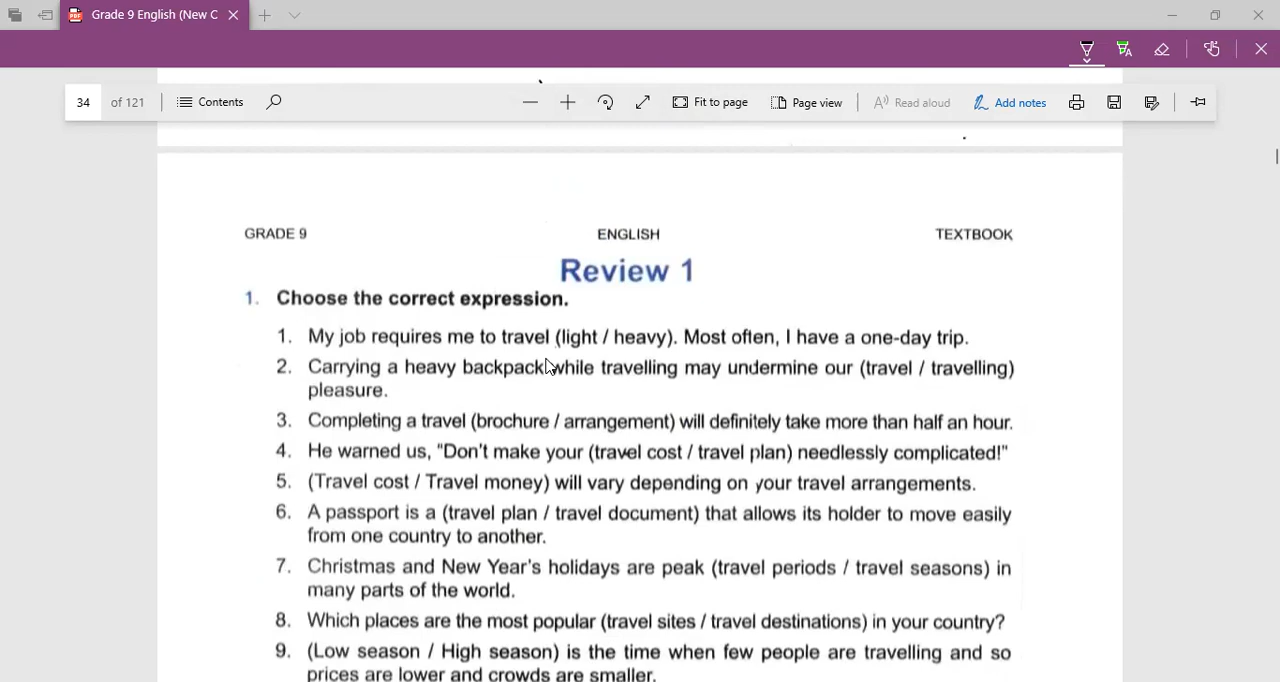 Grade 9 English (New C
34 of 121 Contents Fit to page Page view Read aloud Add notes
GRADE 9 ENGLISH TEXTBOOK
Review 1
1. Choose the correct expression.
1. My job requires me to travel (light / heavy). Most often, I have a one-day trip.
2. Carrying a heavy backpack while travelling may undermine our (travel / travelling)
pleasure.
3. Completing a travel (brochure / arrangement) will definitely take more than half an hour.
4. He warned us, "Don't make your (travel cost / travel plan) needlessly complicated!"
5. (Travel cost / Travel money) will vary depending on your travel arrangements.
6. A passport is a (travel plan / travel document) that allows its holder to move easily
from one country to another.
7. Christmas and New Year's holidays are peak (travel periods / travel seasons) in
many parts of the world.
8. Which places are the most popular (travel sites / travel destinations) in your country?
9. (Low season / High season) is the time when few people are travelling and so
prices are lower and crowds are smaller.